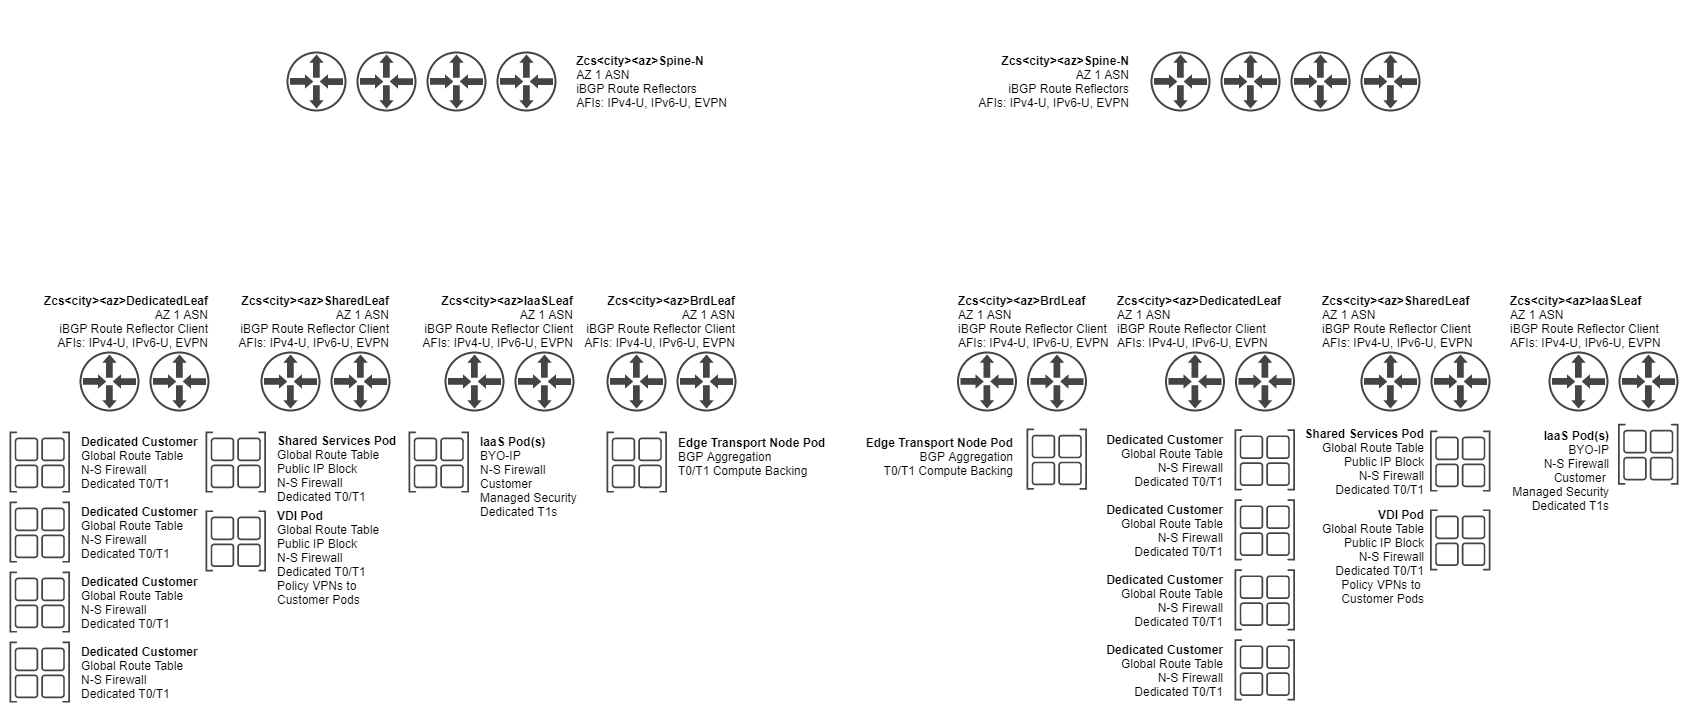 Zcs<city><az>Spine-N
AZ 1 ASN
iBGP Route Reflectors
AFIs: IPv4-U, IPv6-U, EVPN
Zcs<city><az>Spine-N
AZ 1 ASN
iBGP Route Reflectors
AFIs: IPv4-U, IPv6-U, EVPN
Zcs<city><az>DedicatedLeaf
AZ 1 ASN
iBGP Route Reflector Client
AFIs: IPv4-U, IPv6-U, EVPN
Zcs<city><az>SharedLeaf
AZ 1 ASN
iBGP Route Reflector Client
AFIs: IPv4-U, IPv6-U, EVPN
Zcs<city><az>IaaSLeaf
AZ 1 ASN
iBGP Route Reflector Client
AFIs: IPv4-U, IPv6-U, EVPN
Zcs<city><az>BrdLeaf
AZ 1 ASN
iBGP Route Reflector Client
AFIs: IPv4-U, IPv6-U, EVPN
Zcs<city><az>BrdLeaf
AZ 1 ASN
iBGP Route Reflector Client
AFIs: IPv4-U, IPv6-U, EVPN
Zcs<city><az>DedicatedLeaf
AZ 1 ASN
iBGP Route Reflector Client
AFIs: IPv4-U, IPv6-U, EVPN
Zcs<city><az>SharedLeaf
AZ 1 ASN
iBGP Route Reflector Client
AFIs: IPv4-U, IPv6-U, EVPN
Zcs<city><az>IaaSLeaf
AZ 1 ASN
iBGP Route Reflector Client
AFIs: IPv4-U, IPv6-U, EVPN
Dedicated Customer
Global Route Table
N-S Firewall
Dedicated T0/T1
Dedicated Customer
Global Route Table
N-S Firewall
Dedicated T0/T1
Dedicated Customer
Global Route Table
N-S Firewall
Dedicated T0/T1
Dedicated Customer
Global Route Table
N-S Firewall
Dedicated T0/T1
Shared Services Pod
Global Route Table
Public IP Block
N-S Firewall
Dedicated T0/T1
VDI Pod
Global Route Table
Public IP Block
N-S Firewall
Dedicated T0/T1
Policy VPNs to
Customer Pods
IaaS Pod(s)
BYO-IP
N-S Firewall
Customer
Managed Security
Dedicated T1s
Edge Transport Node Pod
BGP Aggregation
T0/T1 Compute Backing
Edge Transport Node Pod
BGP Aggregation
T0/T1 Compute Backing
Dedicated Customer
Global Route Table
N-S Firewall
Dedicated T0/T1
Dedicated Customer
Global Route Table
N-S Firewall
Dedicated T0/T1
Dedicated Customer
Global Route Table
N-S Firewall
Dedicated T0/T1
Dedicated Customer
Global Route Table
N-S Firewall
Dedicated T0/T1
Shared Services Pod
Global Route Table
Public IP Block
N-S Firewall
Dedicated T0/T1
VDI Pod
Global Route Table
Public IP Block
N-S Firewall
Dedicated T0/T1
Policy VPNs to
Customer Pods
IaaS Pod(s)
BYO-IP
N-S Firewall
Customer
Managed Security
Dedicated T1s